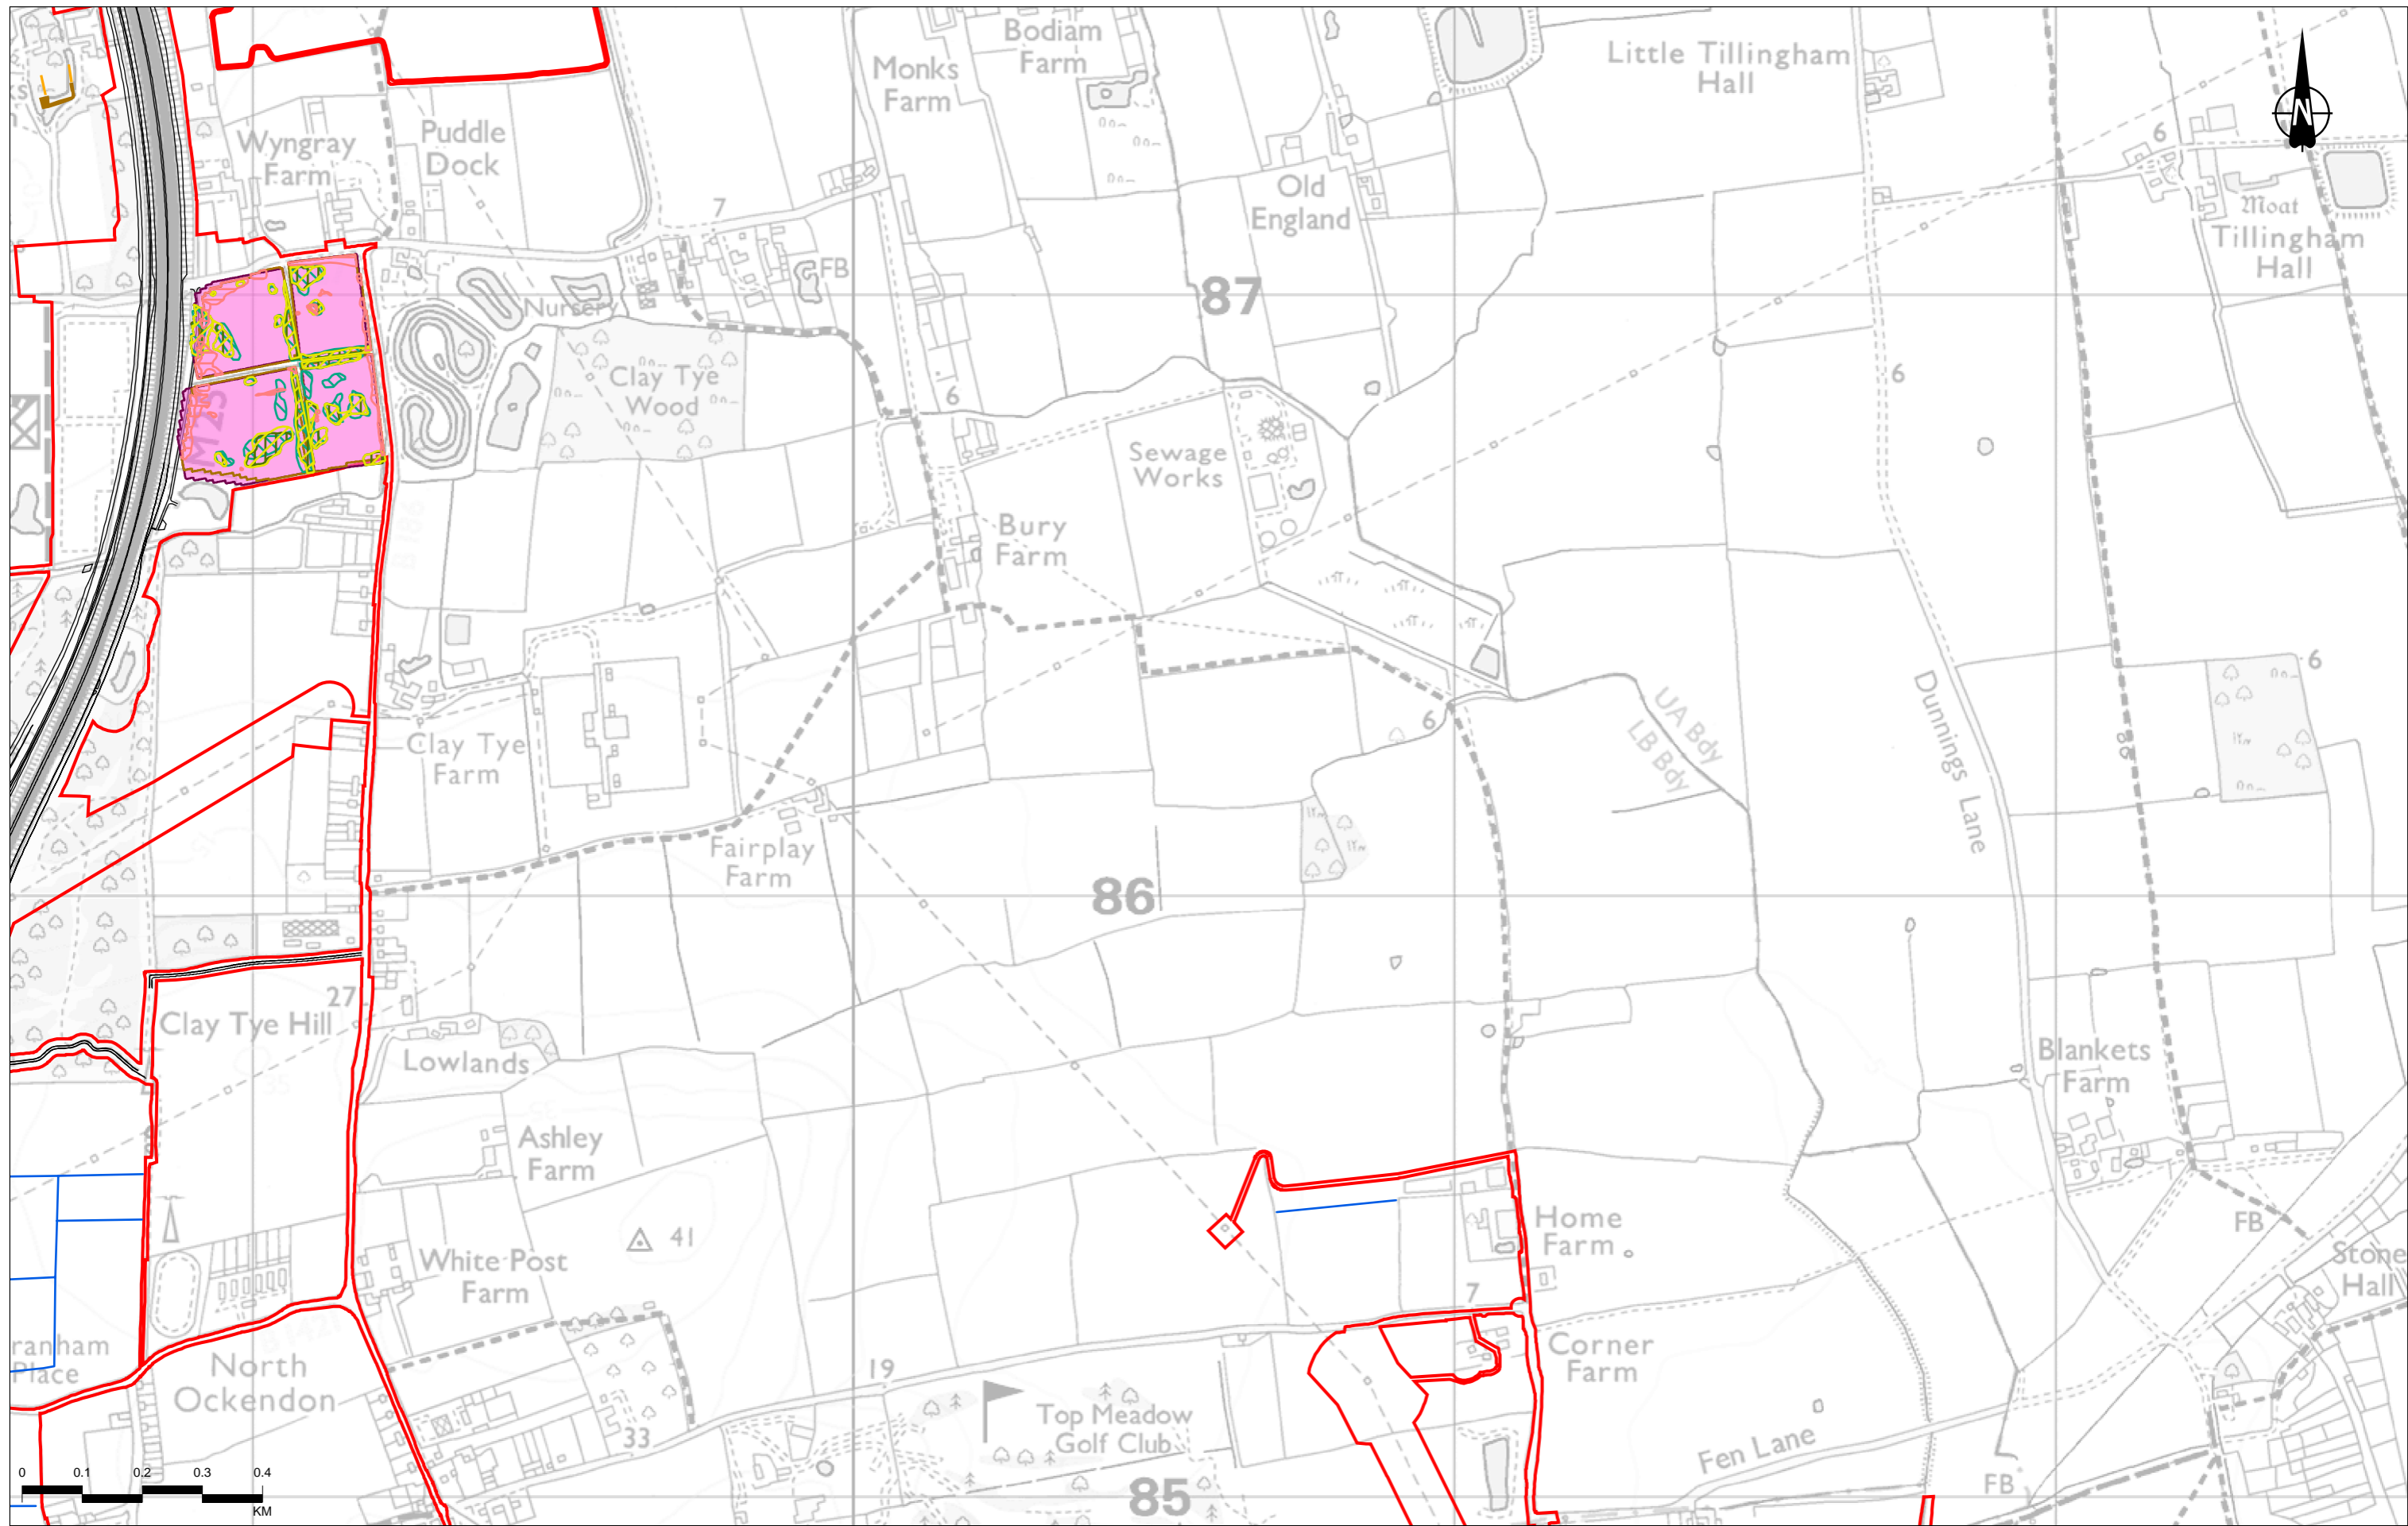 Bodiam
Farm
Monks
Farm
Little Tillingham
Hall
N
Wyngray
Farm
Puddle
Dock
6
Old
England
7
Moat
Tillingham
Hall
FB
87
Nursery
Clay Tye
Wood
6
6
M25
Sewage
Works
Bury
Farm
6
UA Bdy
LB Bdy
Dunnings Lane
6
Clay Tye
Farm
Fairplay
Farm
86
27
Clay Tye Hill
Lowlands
Blankets
Farm
Ashley
Farm
41
White Post
Farm
Home
Farm
FB
Stone
Hall
7
ranham
Place
North
Ockendon
19
Corner
Farm
33
Top Meadow
Golf Club
Fen Lane
85
FB
0 0.1 0.2 0.3 0.4
KM